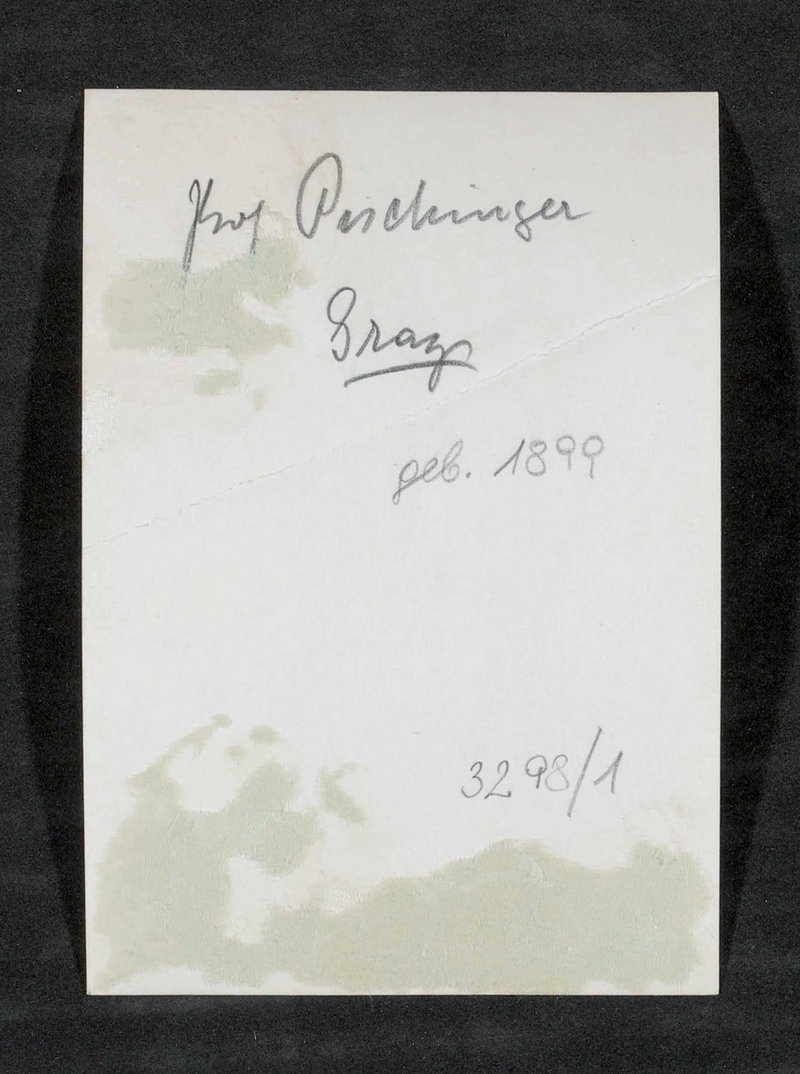 Prof Pischinger
Graz
geb. 1899
3298/1